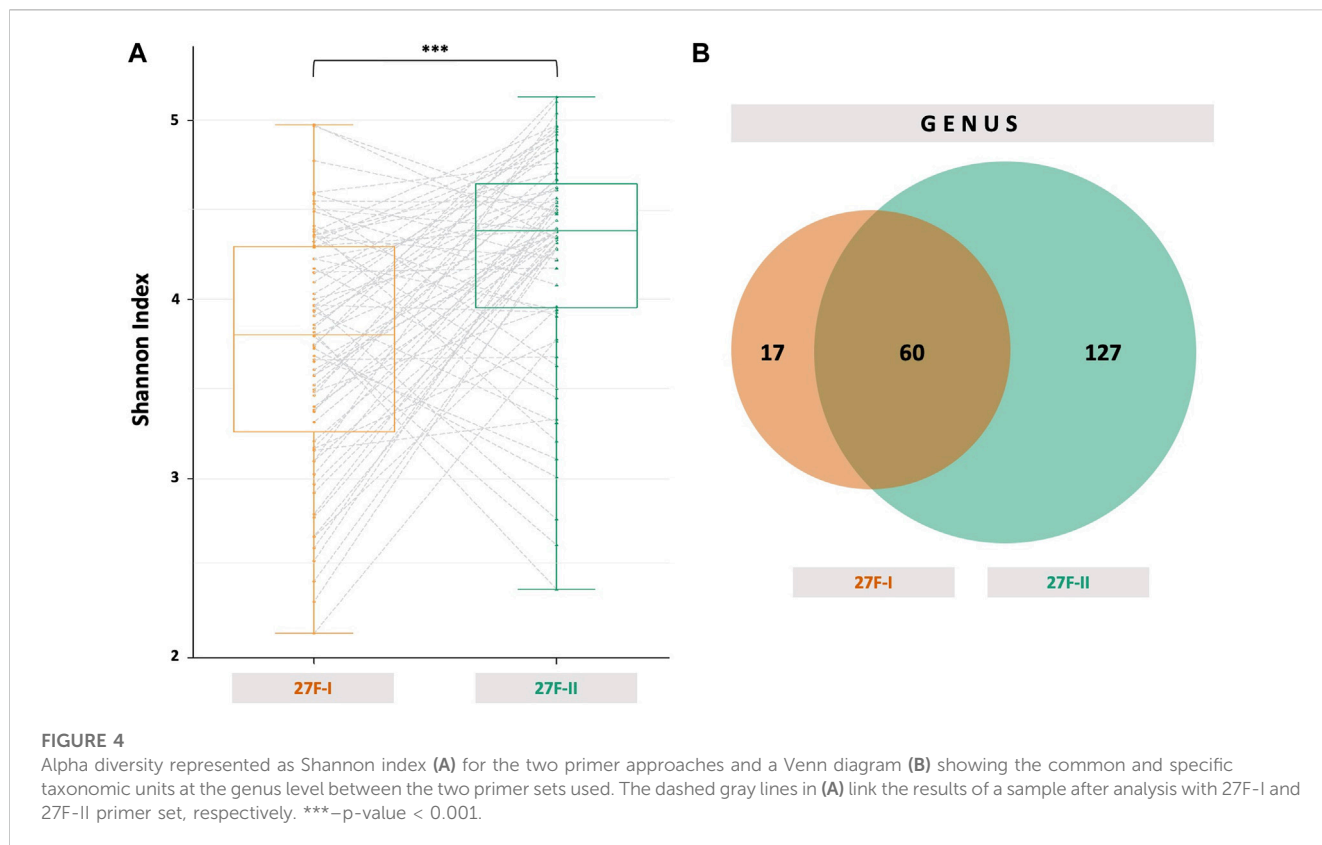 A
***
Shannon Index
5
4
3
2
27F-I
27F-II
B
GENUS
17
60
127
27F-I
27F-II
FIGURE 4
Alpha diversity represented as Shannon index (A) for the two primer approaches and a Venn diagram (B) showing the common and specific
taxonomic units at the genus level between the two primer sets used. The dashed gray lines in (A) link the results of a sample after analysis with 27F-I and
27F-II primer set, respectively. ***–p-value < 0.001.